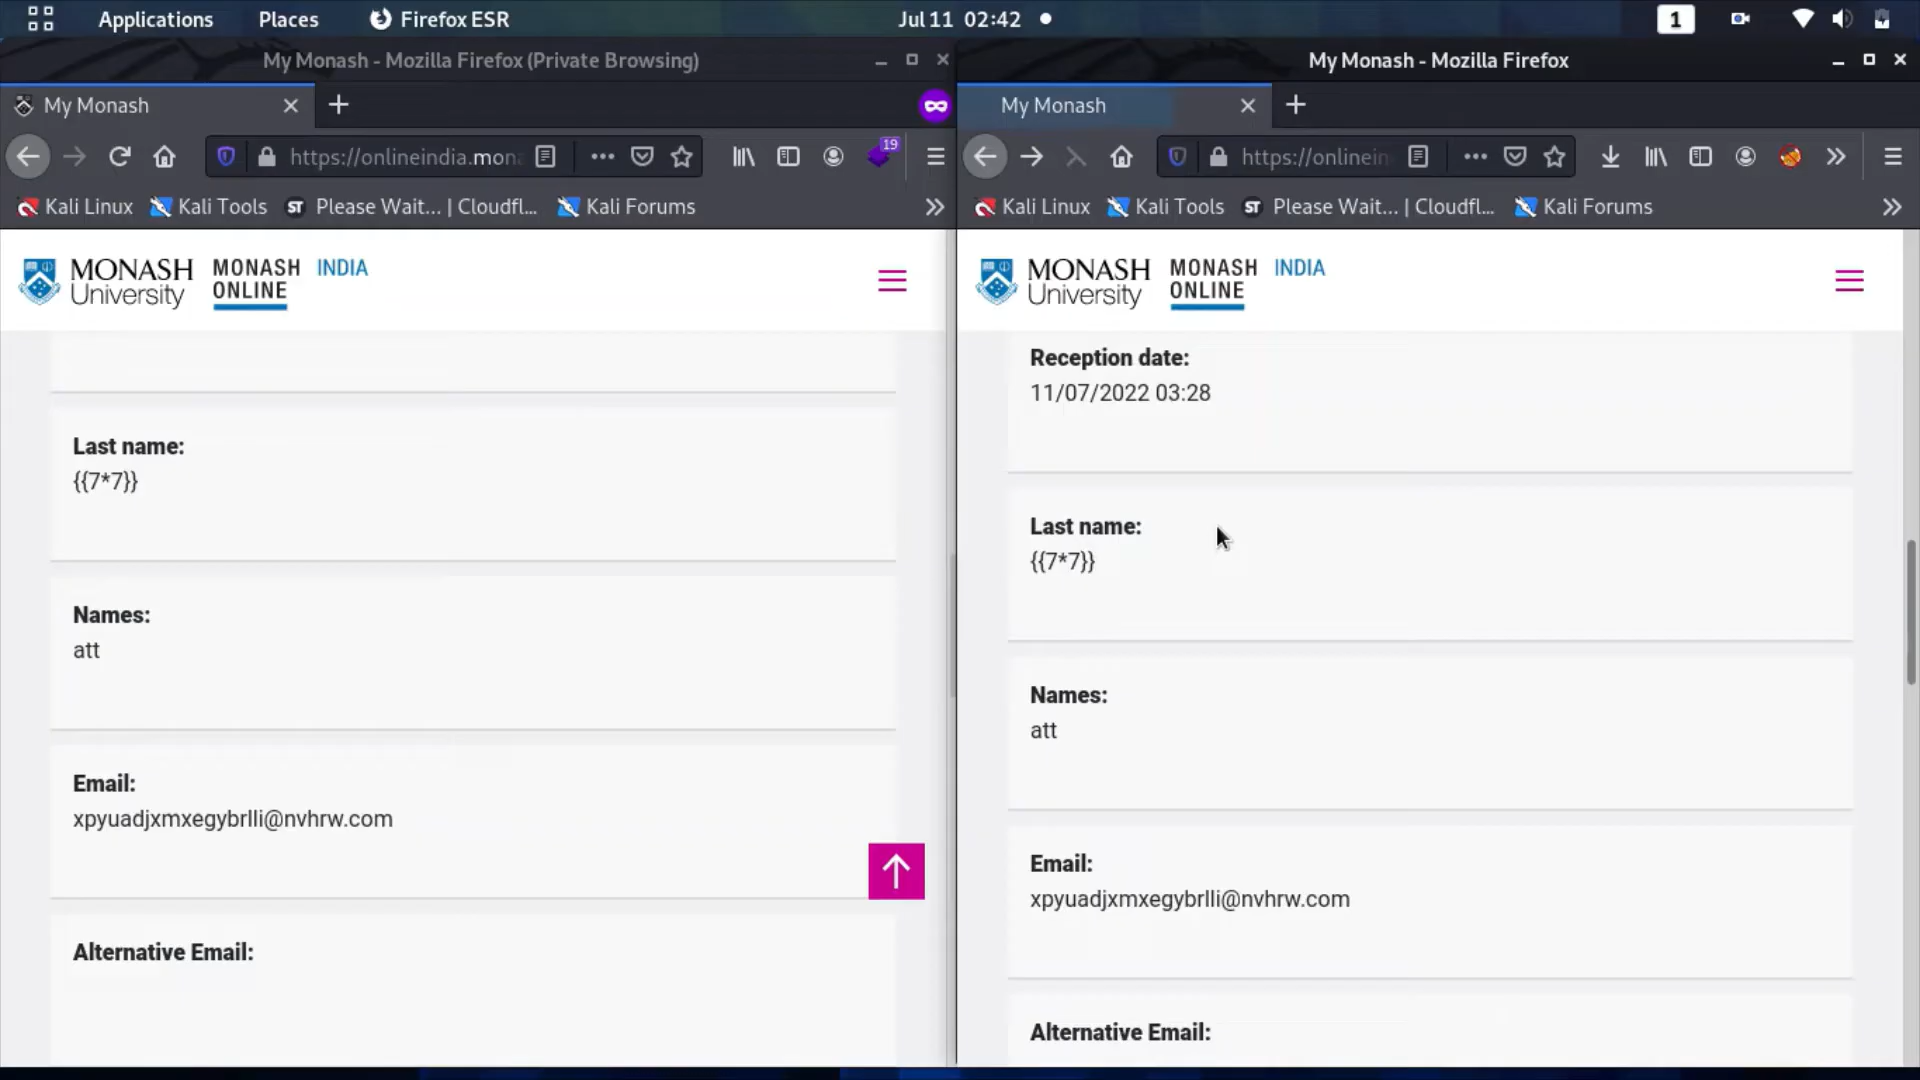 Applications Places Firefox ESR Jul 11 02:42 1
My Monash - Mozilla Firefox (Private Browsing)
My Monash
https://onlineindia.mona
19
Kali Linux Kali Tools ST Please Wait... | Cloudfl... Kali Forums
MONASH University MONASH ONLINE INDIA
Last name:
{{7*7}}
Names:
att
Email:
xpyuadjxmxegybrlli@nvhrw.com
Alternative Email:
My Monash - Mozilla Firefox
My Monash
https://onlinein
Kali Linux Kali Tools ST Please Wait... | Cloudfl... Kali Forums
MONASH University MONASH ONLINE INDIA
Reception date:
11/07/2022 03:28
Last name:
{{7*7}}
Names:
att
Email:
xpyuadjxmxegybrlli@nvhrw.com
Alternative Email: